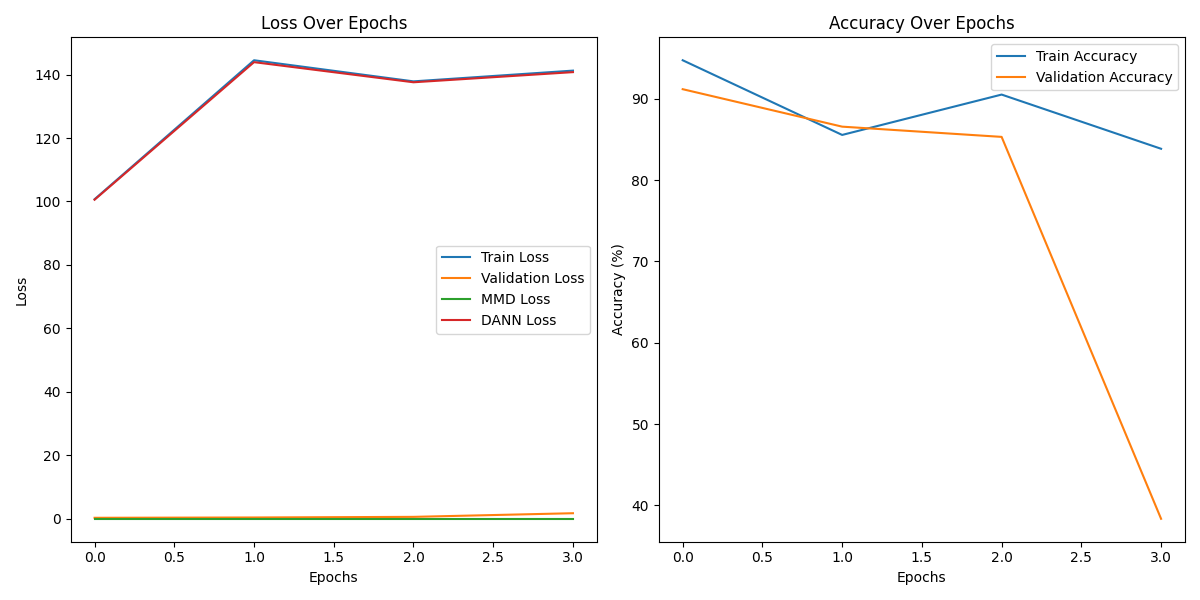 Loss Over Epochs
140
120
100
80
60
40
20
0
Loss
0.0 0.5 1.0 1.5 2.0 2.5 3.0
Epochs
Train Loss
Validation Loss
MMD Loss
DANN Loss
Accuracy Over Epochs
90
80
70
60
50
40
Accuracy (%)
0.0 0.5 1.0 1.5 2.0 2.5 3.0
Epochs
Train Accuracy
Validation Accuracy